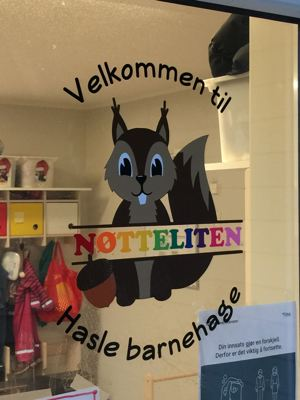 Velkommen til
NØTTELITEN
Hasle barnehage
Din innsats gjør en forskjell.
Derfor er det viktig å fortsette.